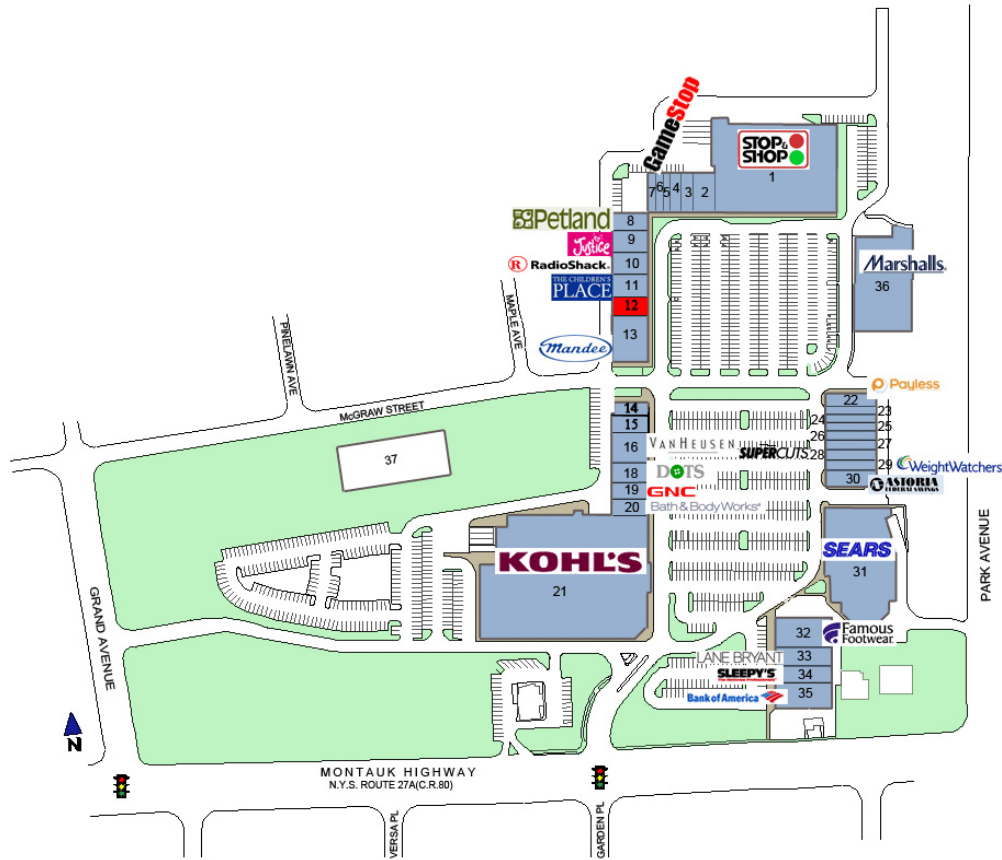 GameStop
STOP&
SHOP
1
7
6
5
4
3
2
Petland
8
Justice
9
R RadioShack.
10
THE CHILDREN'S
PLACE
11
12
Mandee
13
Marshalls.
36
PINELAWN AVE
MAPLE AVE
McGRAW STREET
37
14
15
16
VAN HEUSEN
SUPERCUTS
18
DOTS
19
GNC
20
Bath & Body Works
Payless
22
23
24
25
26
27
28
29
WeightWatchers
30
ASTORIA
FEDERAL SAVINGS
KOHL'S
21
SEARS
31
PARK AVENUE
GRAND AVENUE
32
Famous
Footwear
LANE BRYANT
33
SLEEPY'S
34
Bank of America
35
N
MONTAUK HIGHWAY
N.Y.S. ROUTE 27A(C.R.80)
VERSA PL
GARDEN PL